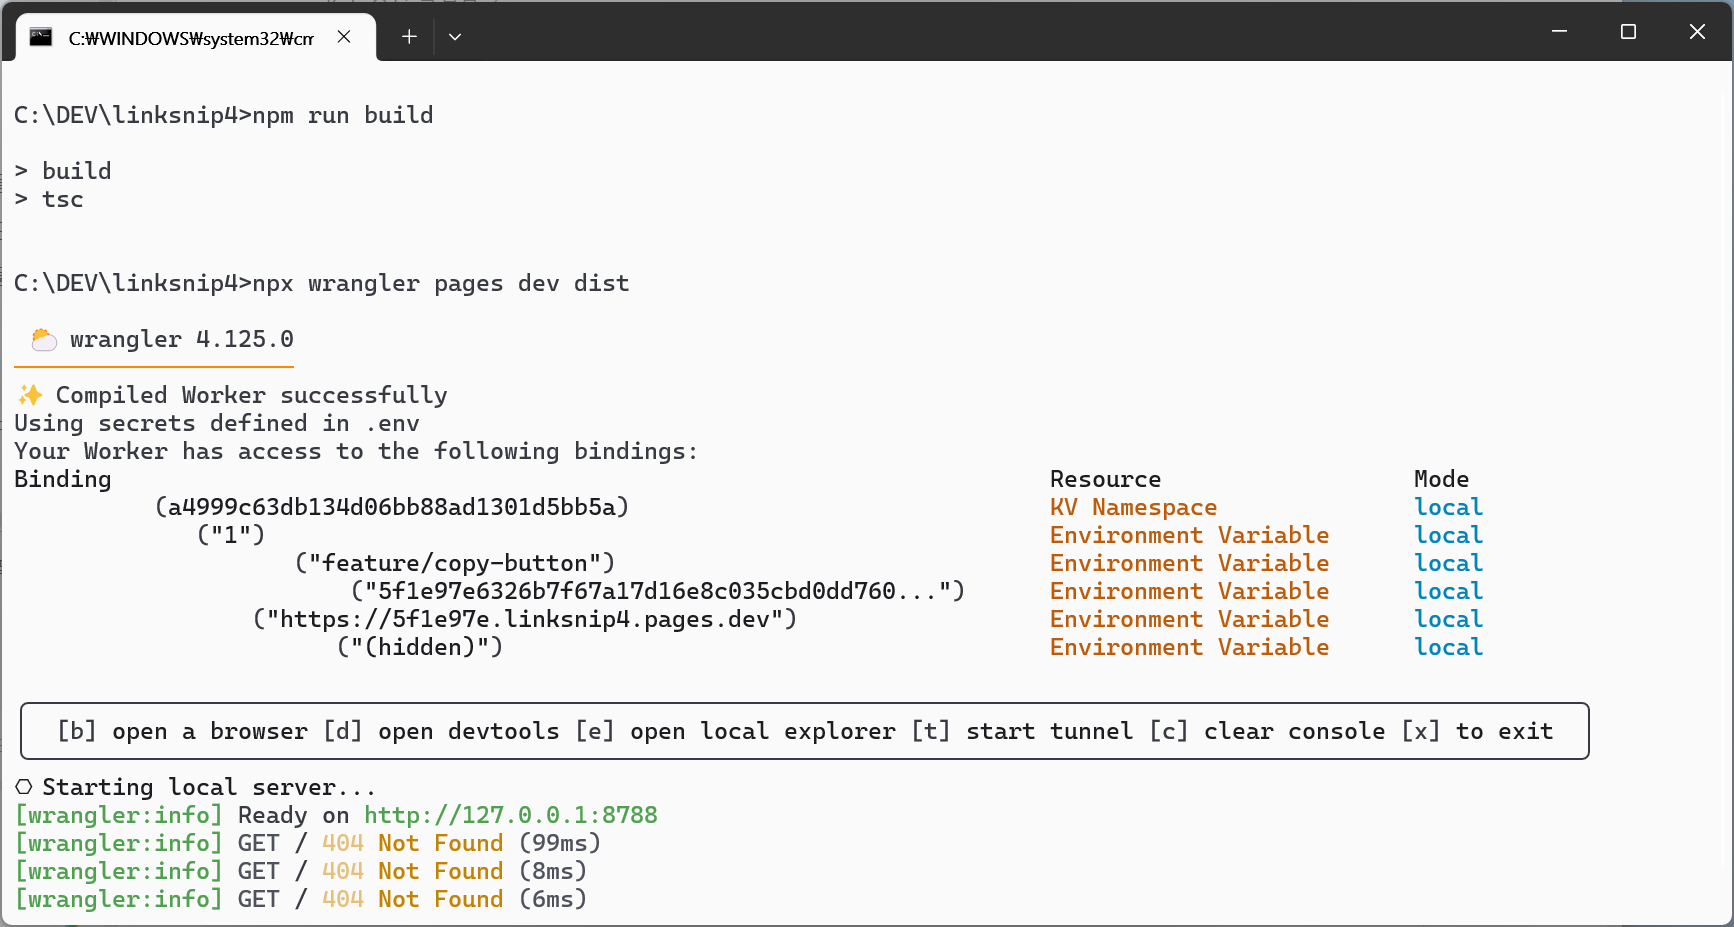 C:₩WINDOWS₩system32₩cm
C:\DEV\linksnip4>npm run build
> build
> tsc
C:\DEV\linksnip4>npx wrangler pages dev dist
⛅ wrangler 4.125.0
✨ Compiled Worker successfully
Using secrets defined in .env
Your Worker has access to the following bindings:
Binding Resource Mode
(a4999c63db134d06bb88ad1301d5bb5a) KV Namespace local
("1") Environment Variable local
("feature/copy-button") Environment Variable local
("5f1e97e6326b7f67a17d16e8c035cbd0dd760...") Environment Variable local
("https://5f1e97e.linksnip4.pages.dev") Environment Variable local
("(hidden)") Environment Variable local
[b] open a browser [d] open devtools [e] open local explorer [t] start tunnel [c] clear console [x] to exit
⎔ Starting local server...
[wrangler:info] Ready on http://127.0.0.1:8788
[wrangler:info] GET / 404 Not Found (99ms)
[wrangler:info] GET / 404 Not Found (8ms)
[wrangler:info] GET / 404 Not Found (6ms)